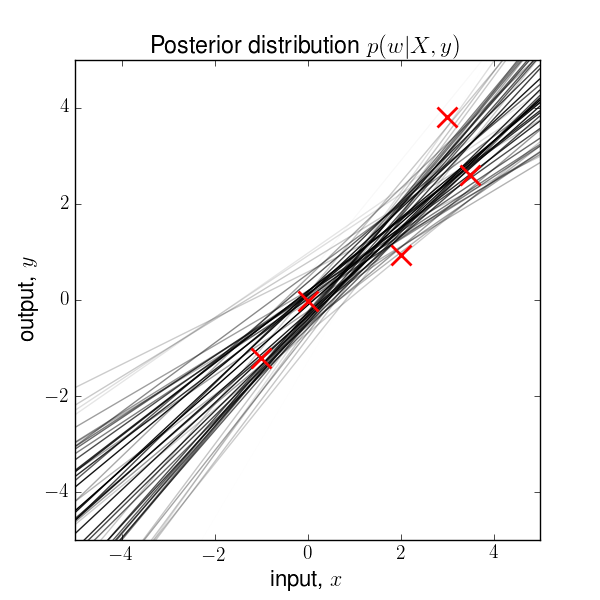 Posterior distribution p(w|X, y)
4
2
0
−2
−4
output, y
−4 −2 0 2 4
input, x